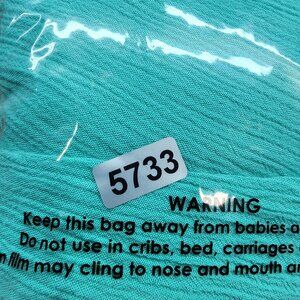 5733
WARNING
Keep this bag away from babies a
Do not use in cribs, bed, carriages
n film may cling to nose and mouth an